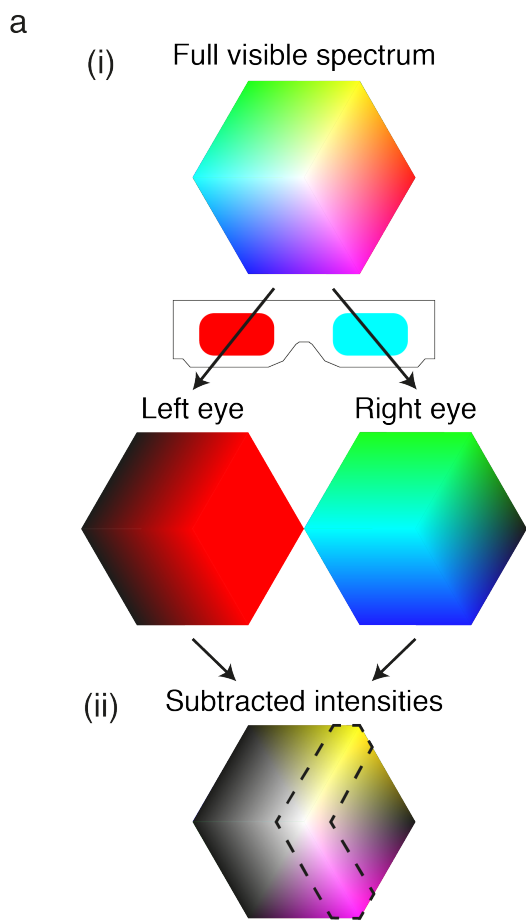 a
(i)
Full visible spectrum
Left eye
Right eye
(ii)
Subtracted intensities